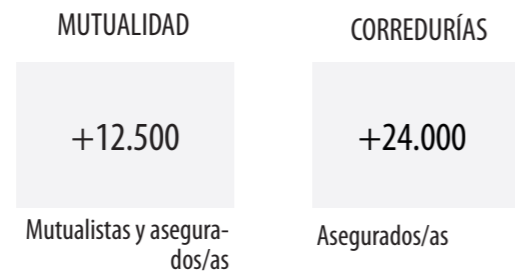 MUTUALIDAD
+12.500
Mutualistas y asegura-
dos/as
CORREDURÍAS
+24.000
Asegurados/as